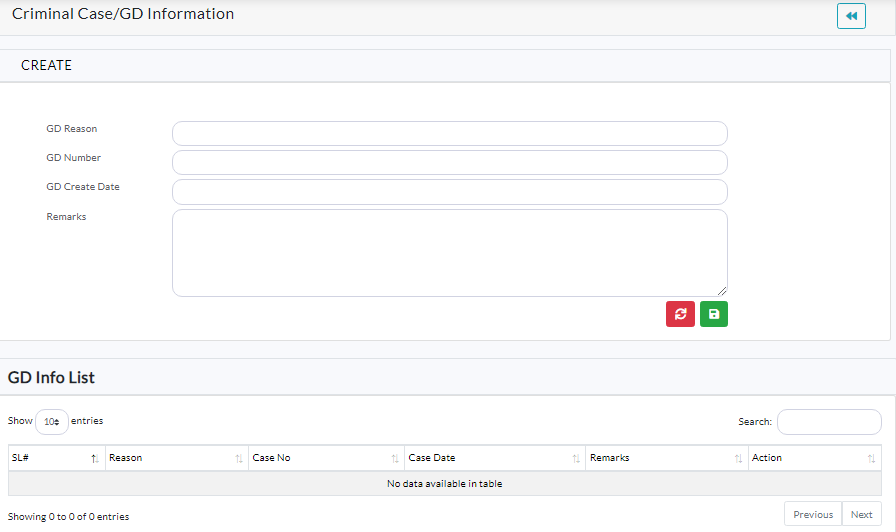 Criminal Case/GD Information
CREATE
GD Reason
GD Number
GD Create Date
Remarks
GD Info List
Show 10 entries
Search:
SL# Reason Case No Case Date Remarks Action
No data available in table
Showing 0 to 0 of 0 entries
Previous Next